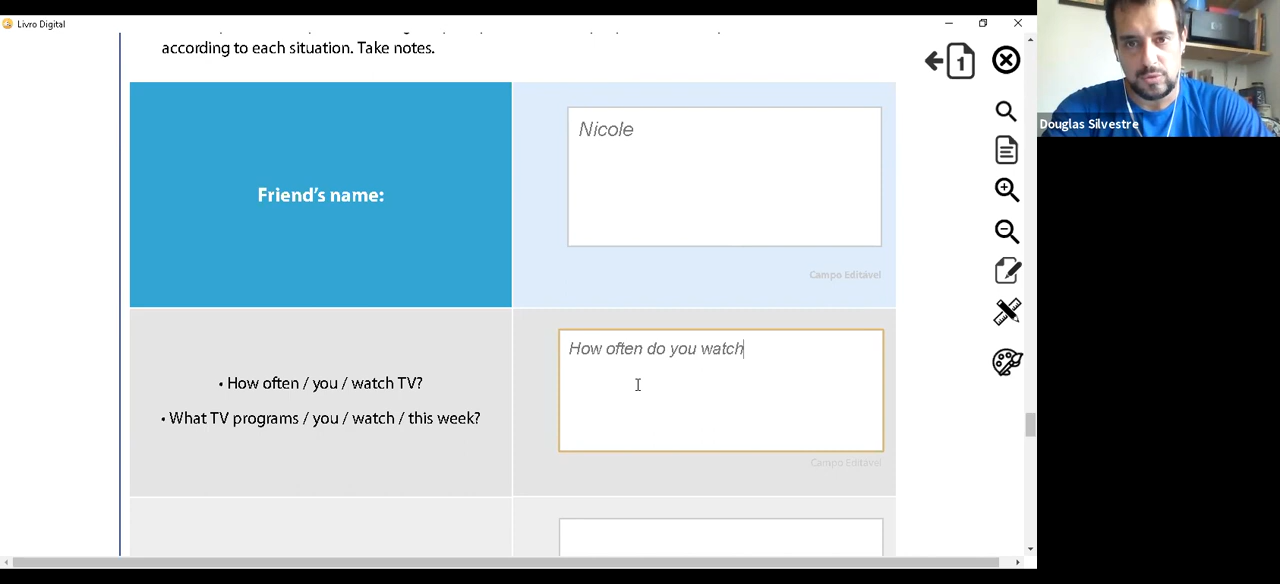 Livro Digital
according to each situation. Take notes.
1
Friend's name:
Nicole
Campo Editável
• How often / you / watch TV?
• What TV programs / you / watch / this week?
How often do you watch
Campo Editável
Douglas Silvestre